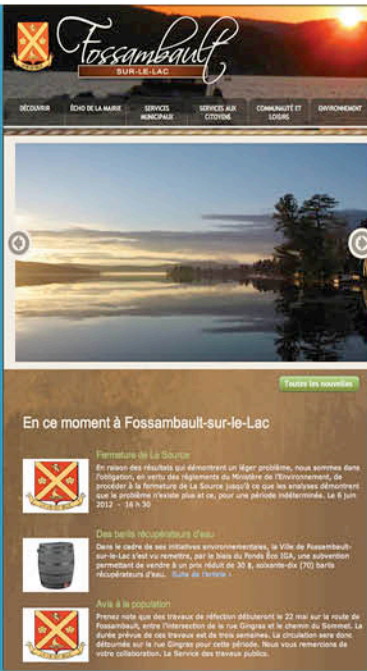 Fossambault
SUR-LE-LAC
DÉCOUVRIR
ÉCHO DE LA MAIRIE
SERVICES MUNICIPAUX
SERVICES AUX CITOYENS
COMMUNAUTÉ ET LOISIRS
ENVIRONNEMENT
Toutes les nouvelles
En ce moment à Fossambault-sur-le-Lac
Fermeture de La Source
En raison des résultats qui démontrent un léger problème, nous sommes dans
l'obligation, en vertu des règlements du Ministère de l'Environnement, de
procéder à la fermeture de La Source jusqu'à ce que les analyses démontrent
que le problème n'existe plus et ce, pour une période indéterminée. Le 6 juin
2012 - 16 h 30
Des barils récupérateurs d'eau
Dans le cadre de ses initiatives environnementales, la Ville de Fossambault-
sur-le-Lac s'est vu remettre, par le biais du Fonds Éco IGA, une subvention
permettant de vendre à un prix réduit de 30 $, soixante-dix (70) barils
récupérateurs d'eau. Suite de l'article ›
Avis à la population
Prenez note que des travaux de réfection débuteront le 22 mai sur la route de
Fossambault, entre l'intersection de la rue Gingras et le chemin du Sommet. La
durée prévue de ces travaux est de trois semaines. La circulation sera donc
détournée sur la rue Gingras pour cette période. Nous vous remercions de
votre collaboration. Le Service des travaux publics.